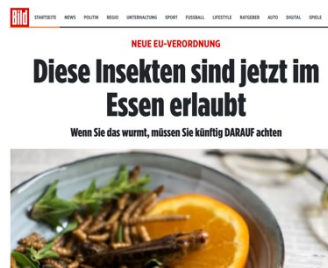 Bild STARTSEITE NEWS POLITIK REGIO UNTERHALTUNG SPORT FUSSBALL LIFESTYLE RATGEBER AUTO DIGITAL SPIELE
NEUE EU-VERORDNUNG
Diese Insekten sind jetzt im
Essen erlaubt
Wenn Sie das wurmt, müssen Sie künftig DARAUF achten